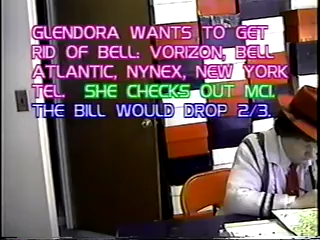 GLENDORA WANTS TO GET
RID OF BELL: VORIZON, BELL
ATLANTIC, NYNEX, NEW YORK
TEL. SHE CHECKS OUT MCI.
THE BILL WOULD DROP 2/3.